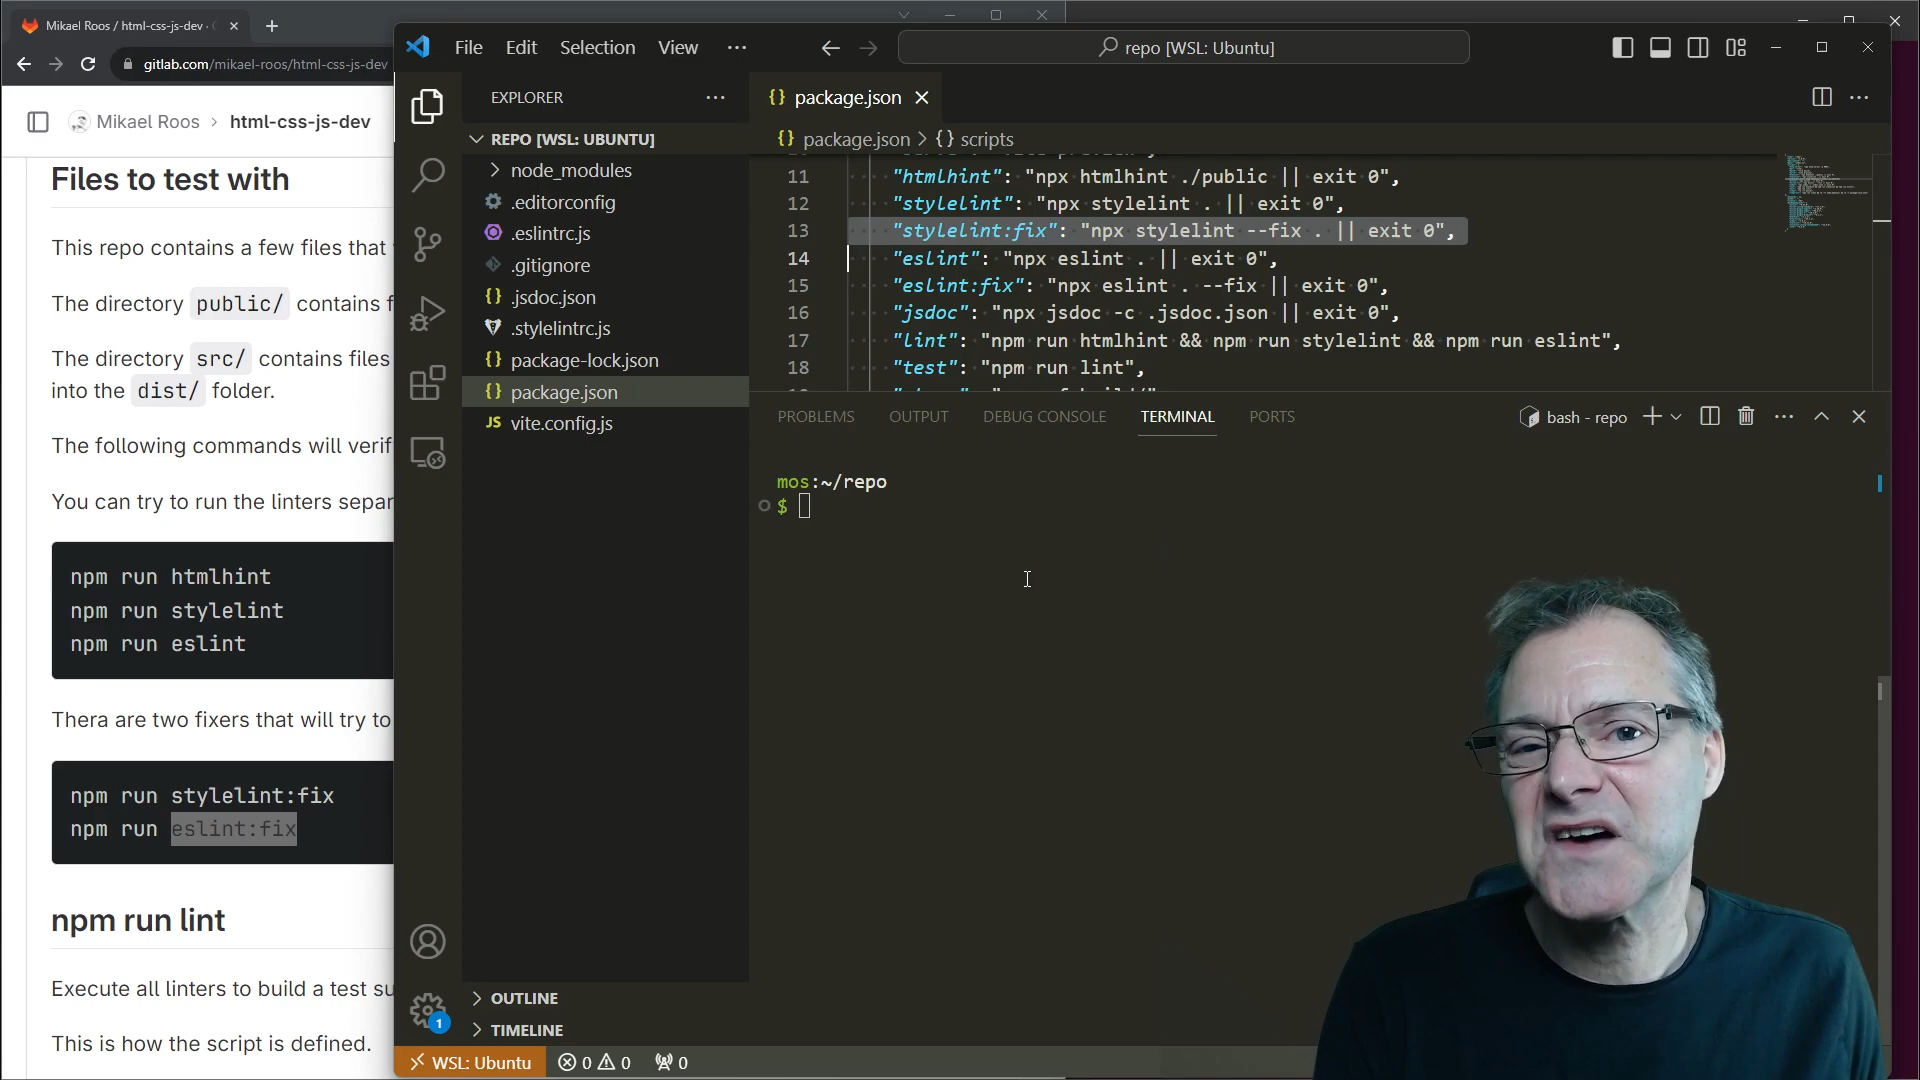 Mikael Roos / html-css-js-dev ·
gitlab.com/mikael-roos/html-css-js-dev
Mikael Roos > html-css-js-dev
Files to test with
This repo contains a few files that
The directory public/ contains f
The directory src/ contains files
into the dist/ folder.
The following commands will verif
You can try to run the linters separ
npm run htmlhint
npm run stylelint
npm run eslint
Thera are two fixers that will try to
npm run stylelint:fix
npm run eslint:fix
npm run lint
Execute all linters to build a test su
This is how the script is defined.
File Edit Selection View ···
repo [WSL: Ubuntu]
EXPLORER
REPO [WSL: UBUNTU]
node_modules
.editorconfig
.eslintrc.js
.gitignore
{} .jsdoc.json
.stylelintrc.js
{} package-lock.json
{} package.json
JS vite.config.js
OUTLINE
TIMELINE
1
{} package.json
{} package.json > {} scripts
11 "htmlhint": "npx htmlhint ./public || exit 0",
12 "stylelint": "npx stylelint . || exit 0",
13 "stylelint:fix": "npx stylelint --fix . || exit 0",
14 "eslint": "npx eslint . || exit 0",
15 "eslint:fix": "npx eslint . --fix || exit 0",
16 "jsdoc": "npx jsdoc -c .jsdoc.json || exit 0",
17 "lint": "npm run htmlhint && npm run stylelint && npm run eslint",
18 "test": "npm run lint",
PROBLEMS OUTPUT DEBUG CONSOLE TERMINAL PORTS
bash - repo
mos:~/repo
$
WSL: Ubuntu 0 0 0